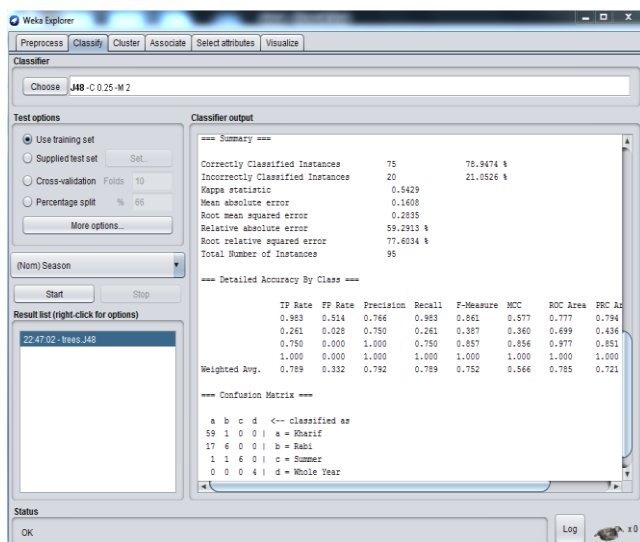 Weka Explorer
Preprocess Classify Cluster Associate Select attributes Visualize
Classifier
Choose J48 -C 0.25 -M 2
Test options
Use training set
Supplied test set Set...
Cross-validation Folds 10
Percentage split % 66
More options...
(Nom) Season
Start Stop
Result list (right-click for options)
22:47:02 - trees.J48
Classifier output
=== Summary ===
Correctly Classified Instances 75 78.9474 %
Incorrectly Classified Instances 20 21.0526 %
Kappa statistic 0.5429
Mean absolute error 0.1608
Root mean squared error 0.2835
Relative absolute error 59.2913 %
Root relative squared error 77.6034 %
Total Number of Instances 95
=== Detailed Accuracy By Class ===
TP Rate FP Rate Precision Recall F-Measure MCC ROC Area PRC Ar
0.983 0.514 0.766 0.983 0.861 0.577 0.777 0.794
0.261 0.028 0.750 0.261 0.387 0.360 0.699 0.436
0.750 0.000 1.000 0.750 0.857 0.856 0.977 0.851
1.000 0.000 1.000 1.000 1.000 1.000 1.000 1.000
Weighted Avg. 0.789 0.332 0.792 0.789 0.752 0.566 0.785 0.721
=== Confusion Matrix ===
a b c d <-- classified as
59 1 0 0 | a = Kharif
17 6 0 0 | b = Rabi
1 1 6 0 | c = Summer
0 0 0 4 | d = Whole Year
Status
OK
Log x 0